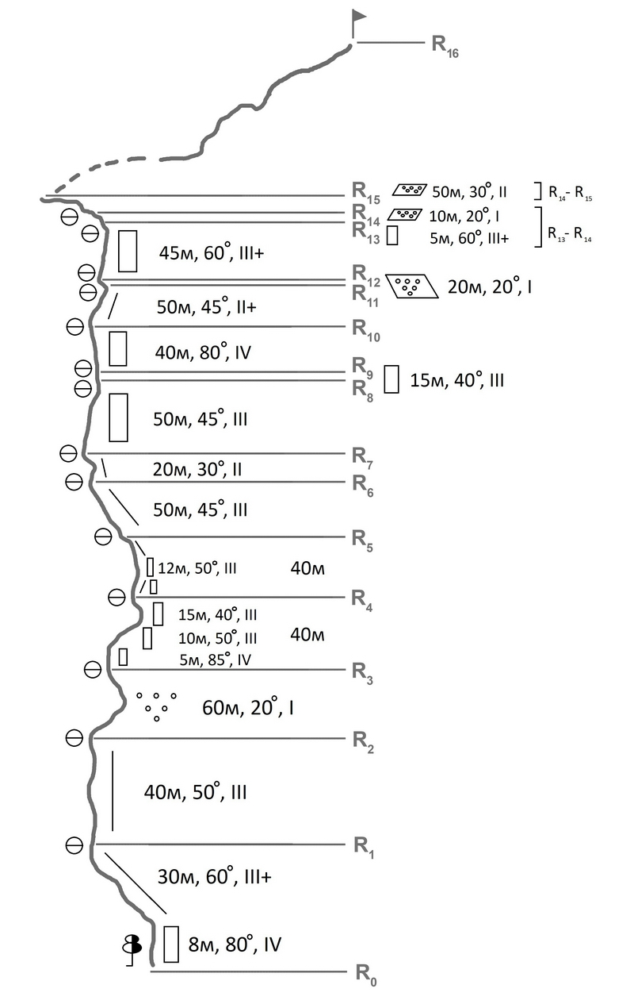 R16
R15 50м, 30°, II R14- R15
R14 10м, 20°, I
R13 5м, 60°, III+ R13- R14
45м, 60°, III+
R12
R11 20м, 20°, I
50м, 45°, II+
R10
40м, 80°, IV
R9
R8 15м, 40°, III
50м, 45°, III
R7
20м, 30°, II
R6
50м, 45°, III
R5
12м, 50°, III 40м
R4
15м, 40°, III
10м, 50°, III 40м
5м, 85°, IV
R3
60м, 20°, I
R2
40м, 50°, III
R1
30м, 60°, III+
8м, 80°, IV
R0